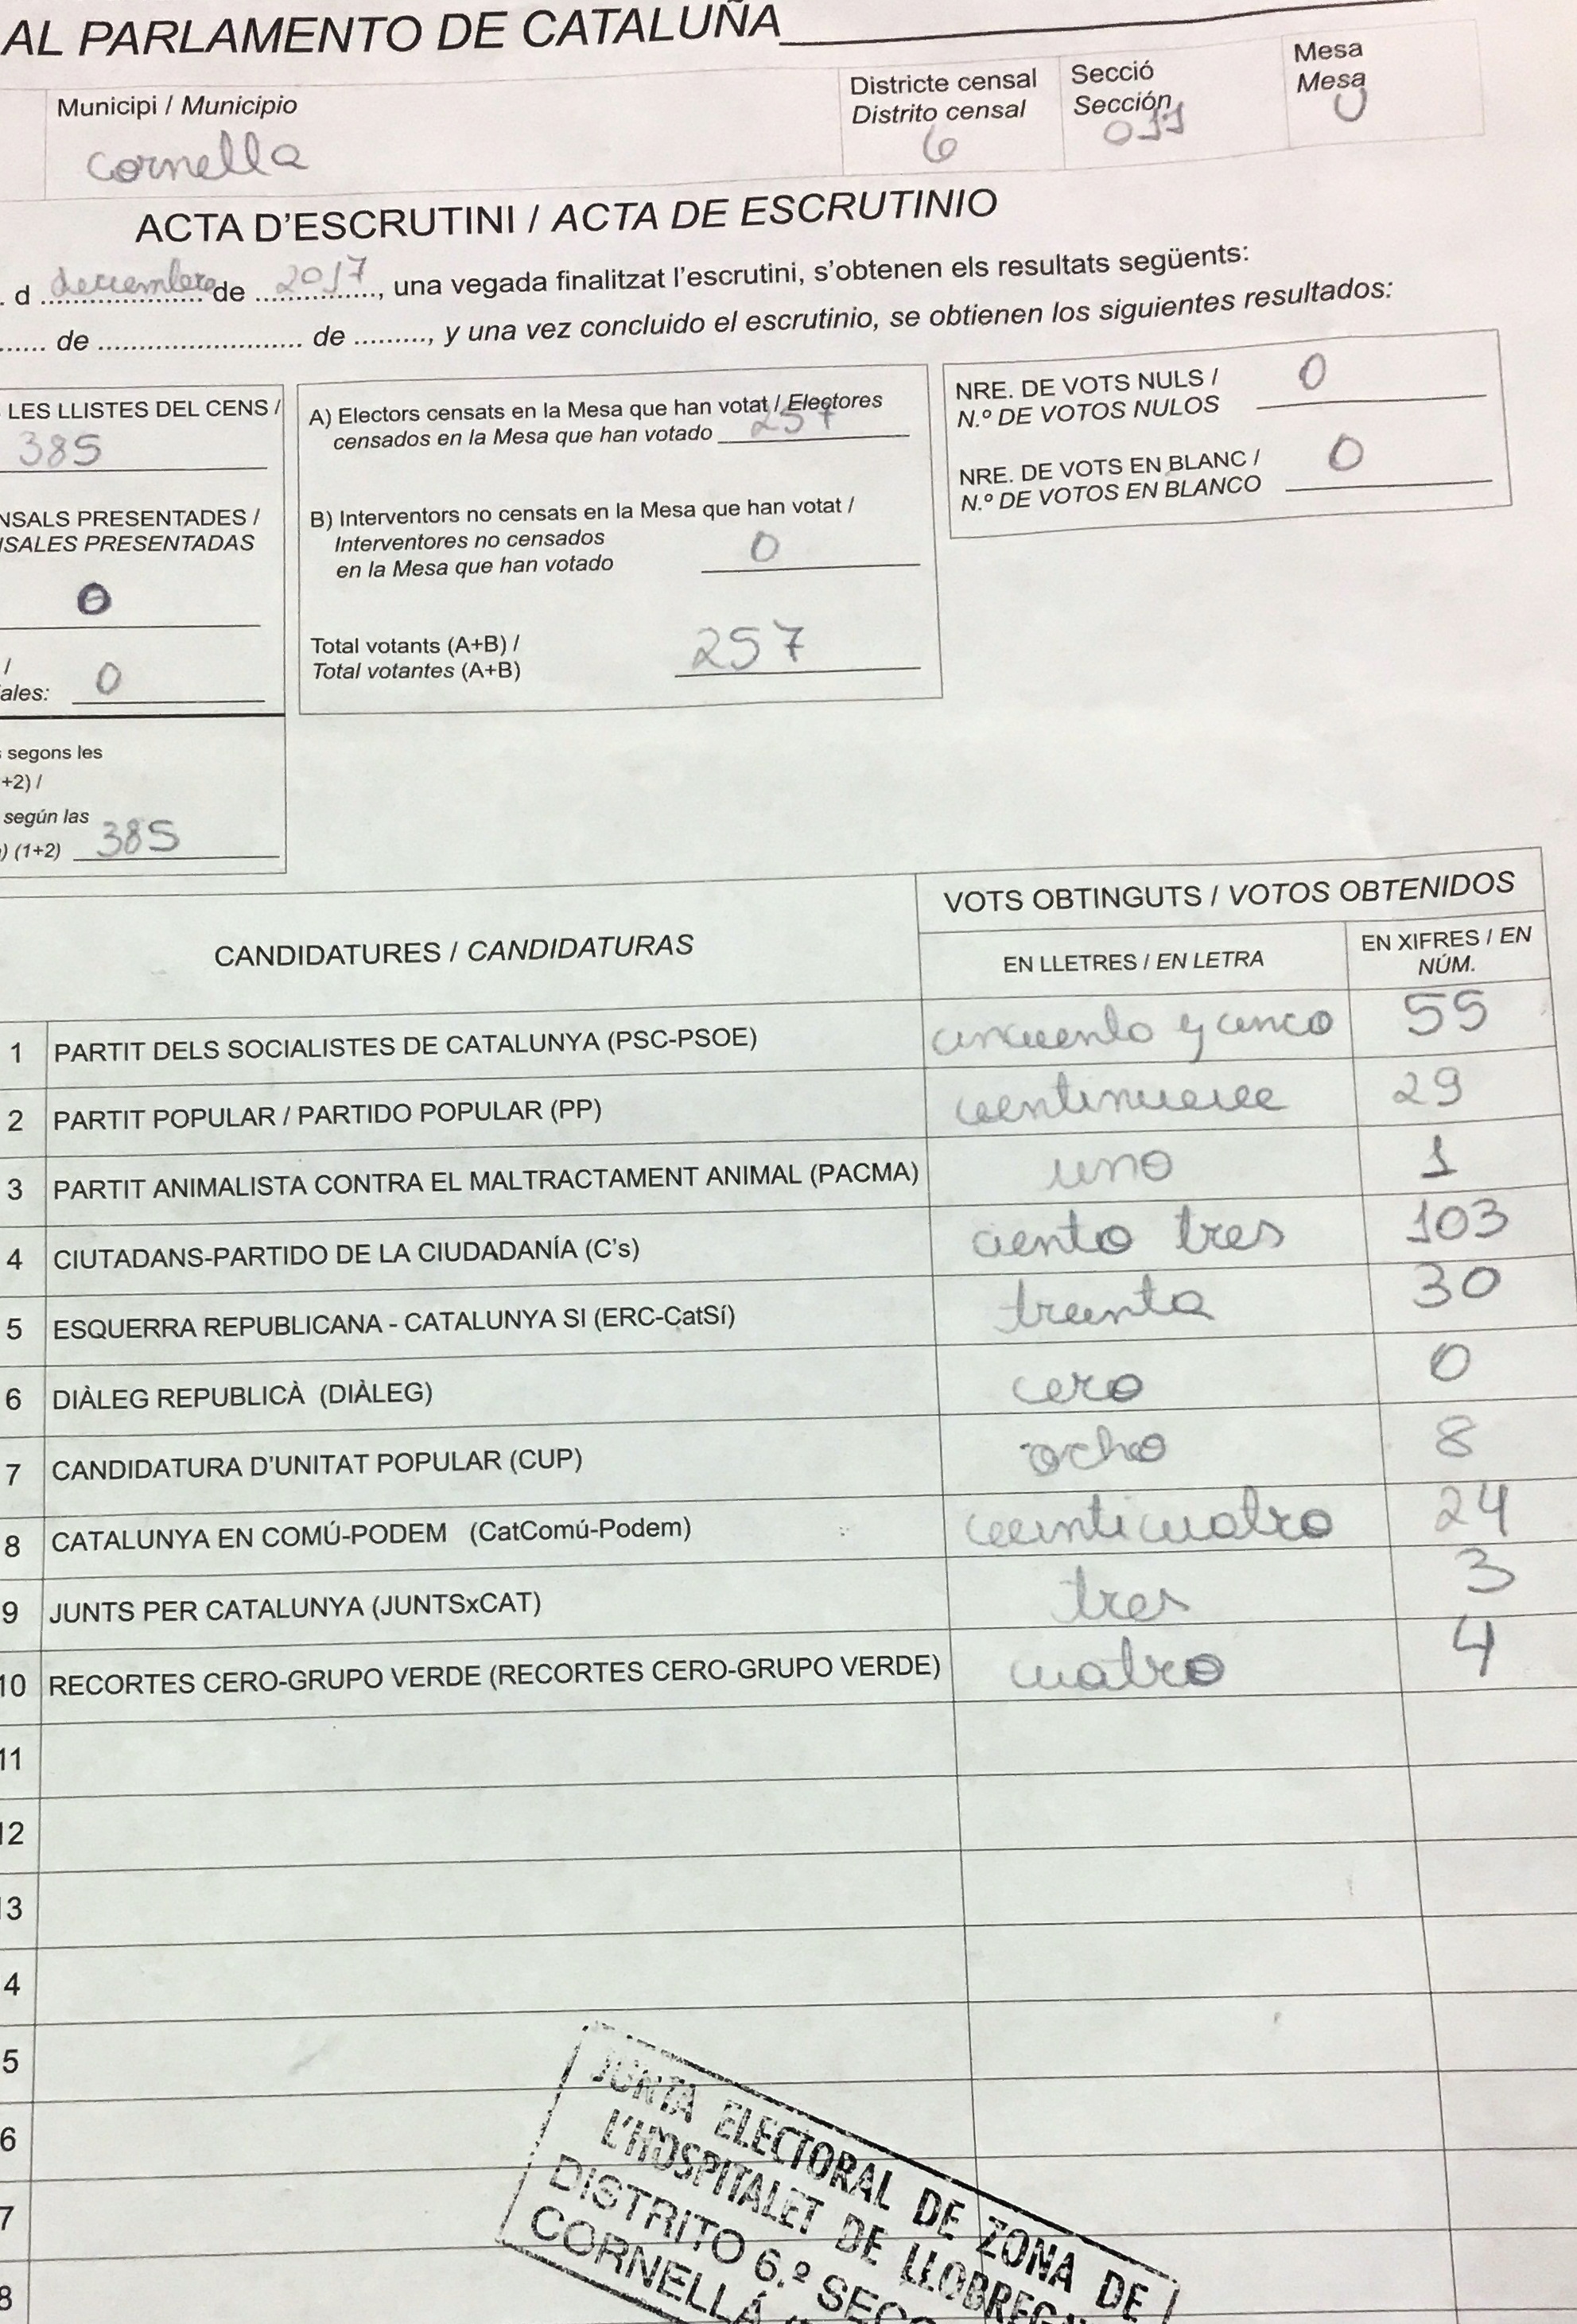 AL PARLAMENTO DE CATALUÑA
Municipi / Municipio
cornella
Districte censal
Distrito censal
6
Secció
Sección
011
Mesa
Mesa
U
ACTA D'ESCRUTINI / ACTA DE ESCRUTINIO
. d decembre de 2017, una vegada finalitzat l'escrutini, s'obtenen els resultats següents:
...... de .......................... de ........., y una vez concluido el escrutinio, se obtienen los siguientes resultados:
LES LLISTES DEL CENS /
385
NSALS PRESENTADES /
SALES PRESENTADAS
0
/
ales: 0
segons les
+2) /
según las
) (1+2) 385
A) Electors censats en la Mesa que han votat / Electores
censados en la Mesa que han votado 257
B) Interventors no censats en la Mesa que han votat /
Interventores no censados
en la Mesa que han votado 0
Total votants (A+B) /
Total votantes (A+B) 257
NRE. DE VOTS NULS /
N.º DE VOTOS NULOS 0
NRE. DE VOTS EN BLANC /
N.º DE VOTOS EN BLANCO 0
CANDIDATURES / CANDIDATURAS
VOTS OBTINGUTS / VOTOS OBTENIDOS
EN LLETRES / EN LETRA
EN XIFRES / EN
NÚM.
1 PARTIT DELS SOCIALISTES DE CATALUNYA (PSC-PSOE) cincuenta y cinco 55
2 PARTIT POPULAR / PARTIDO POPULAR (PP) veintinueve 29
3 PARTIT ANIMALISTA CONTRA EL MALTRACTAMENT ANIMAL (PACMA) uno 1
4 CIUTADANS-PARTIDO DE LA CIUDADANÍA (C's) ciento tres 103
5 ESQUERRA REPUBLICANA - CATALUNYA SI (ERC-CatSí) treinta 30
6 DIÀLEG REPUBLICÀ (DIÀLEG) cero 0
7 CANDIDATURA D'UNITAT POPULAR (CUP) ocho 8
8 CATALUNYA EN COMÚ-PODEM (CatComú-Podem) veinticuatro 24
9 JUNTS PER CATALUNYA (JUNTSxCAT) tres 3
10 RECORTES CERO-GRUPO VERDE (RECORTES CERO-GRUPO VERDE) cuatro 4
11
12
13
4
5
6
7
8
JUNTA ELECTORAL DE ZONA DE
L'HOSPITALET DE LLOBREGA
DISTRITO 6.º SECC
CORNELLÁ